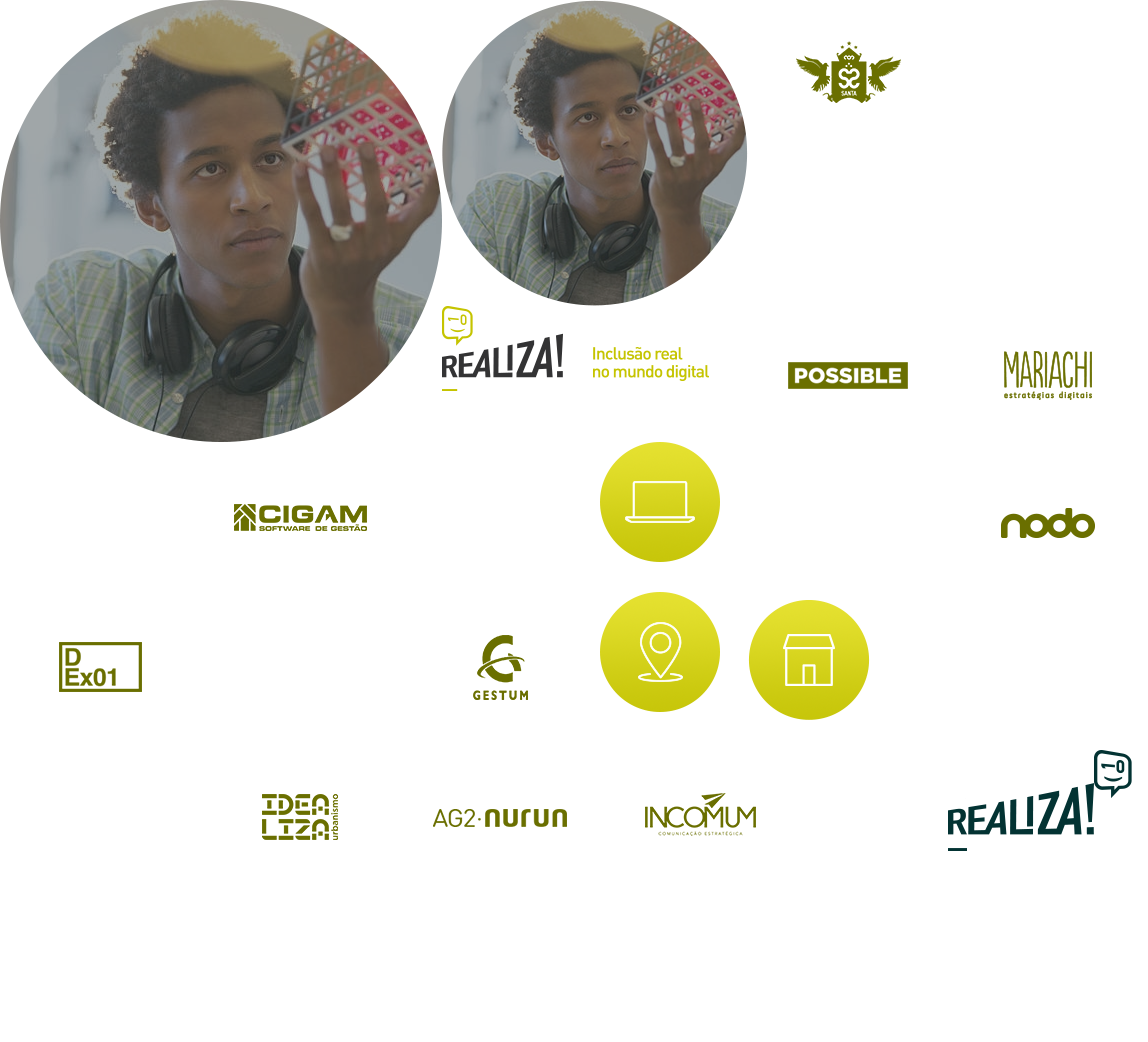 SANTA
REALIZA!
Inclusão real
no mundo digital
POSSIBLE
MARIACHI
estratégias digitais
CIGAM
SOFTWARE DE GESTÃO
nodo
D
Ex01
GESTUM
IDEA
LIZA
urbanismo
AG2·nurun
INCOMUM
COMUNICAÇÃO ESTRATÉGICA
10
REALIZA!